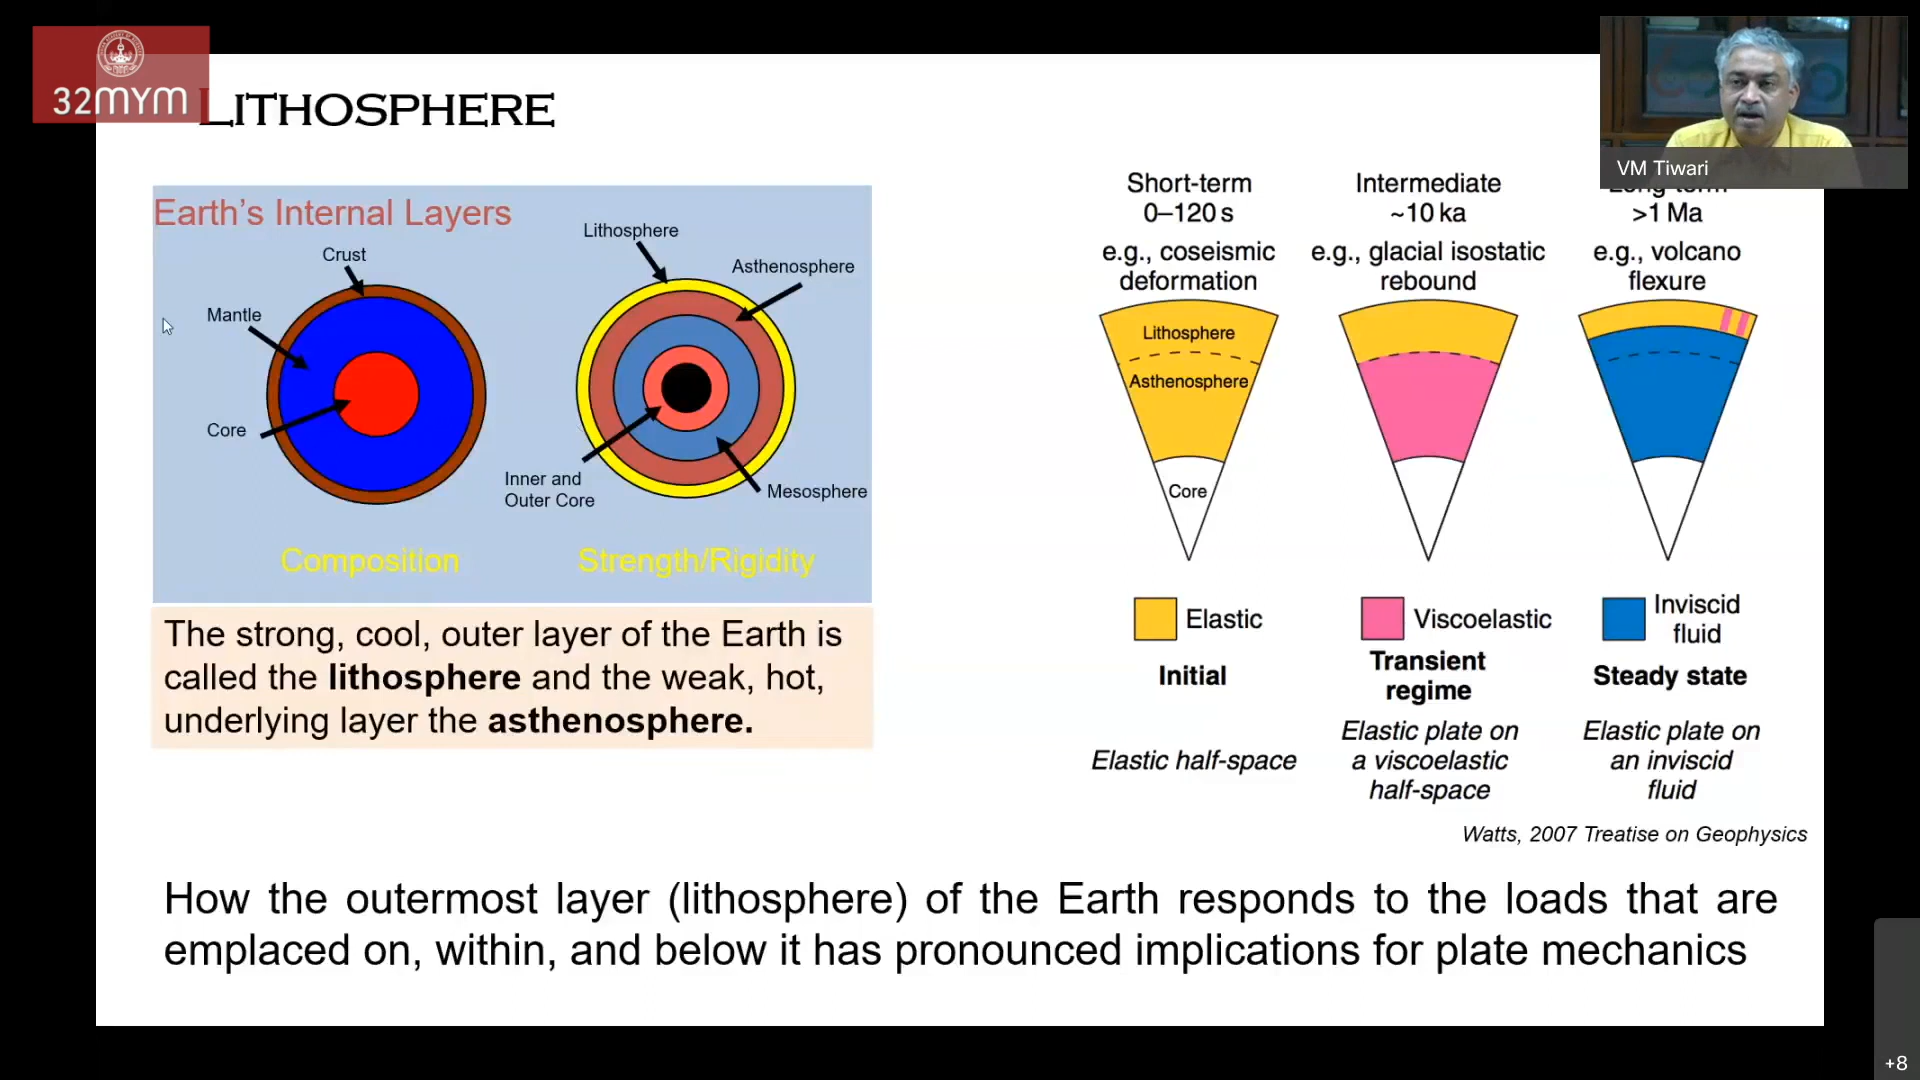 32MYM
LITHOSPHERE
VM Tiwari
Earth's Internal Layers
Crust
Mantle
Core
Composition
Lithosphere
Asthenosphere
Inner and
Outer Core
Mesosphere
Strength/Rigidity
The strong, cool, outer layer of the Earth is
called the lithosphere and the weak, hot,
underlying layer the asthenosphere.
Short-term
0–120 s
e.g., coseismic
deformation
Lithosphere
Asthenosphere
Core
Elastic
Initial
Elastic half-space
Intermediate
~10 ka
e.g., glacial isostatic
rebound
Viscoelastic
Transient
regime
Elastic plate on
a viscoelastic
half-space
Long-term
>1 Ma
e.g., volcano
flexure
Inviscid
fluid
Steady state
Elastic plate on
an inviscid
fluid
Watts, 2007 Treatise on Geophysics
How the outermost layer (lithosphere) of the Earth responds to the loads that are
emplaced on, within, and below it has pronounced implications for plate mechanics
+8